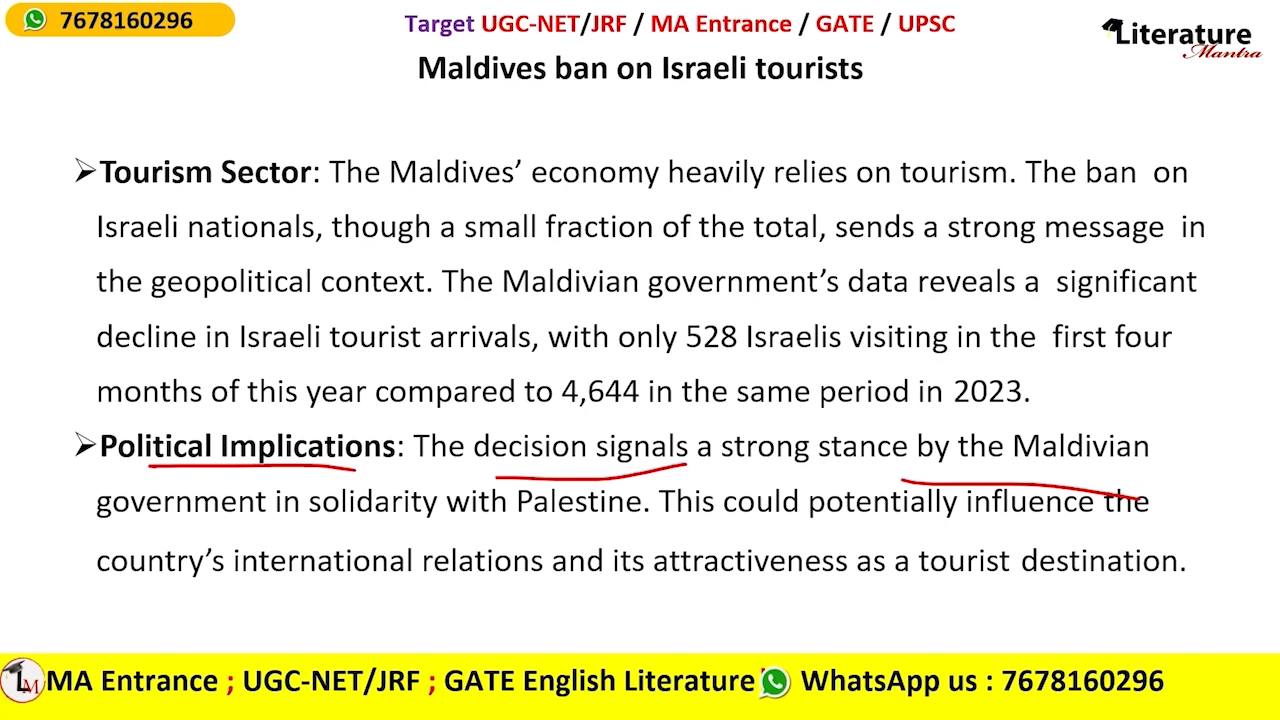 7678160296
Target UGC-NET/JRF / MA Entrance / GATE / UPSC
Literature
Mantra
Maldives ban on Israeli tourists
➢Tourism Sector: The Maldives’ economy heavily relies on tourism. The ban on
Israeli nationals, though a small fraction of the total, sends a strong message in
the geopolitical context. The Maldivian government’s data reveals a significant
decline in Israeli tourist arrivals, with only 528 Israelis visiting in the first four
months of this year compared to 4,644 in the same period in 2023.
➢Political Implications: The decision signals a strong stance by the Maldivian
government in solidarity with Palestine. This could potentially influence the
country’s international relations and its attractiveness as a tourist destination.
LM MA Entrance ; UGC-NET/JRF ; GATE English Literature WhatsApp us : 7678160296